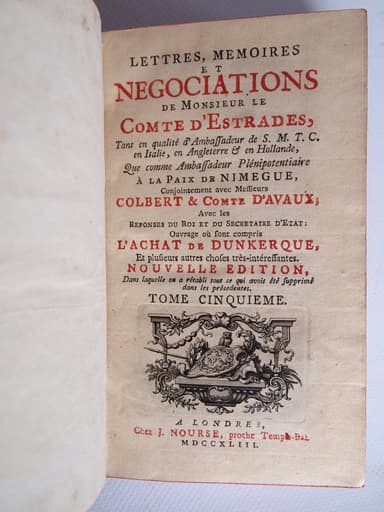 LETTRES, MEMOIRES
ET
NEGOCIATIONS
DE MONSIEUR LE
COMTE D'ESTRADES,
Tant en qualité d'Ambassadeur de S. M. T. C.
en Italie, en Angleterre & en Hollande,
Que comme Ambassadeur Plénipotentiaire
À LA PAIX DE NIMEGUE,
Conjointement avec Messieurs
COLBERT & COMTE D'AVAUX;
Avec les
REPONSES DU ROI ET DU SECRETAIRE D'ETAT:
Ouvrage où sont compris
L'ACHAT DE DUNKERQUE,
Et plusieurs autres choses très-intéressantes.
NOUVELLE EDITION,
Dans laquelle on a rétabli tout ce qui avoit été supprimé
dans les précedentes.
TOME CINQUIEME.
A LONDRES,
Chez J. NOURSE, proche Temple-Bar.
MDCCXLIII.